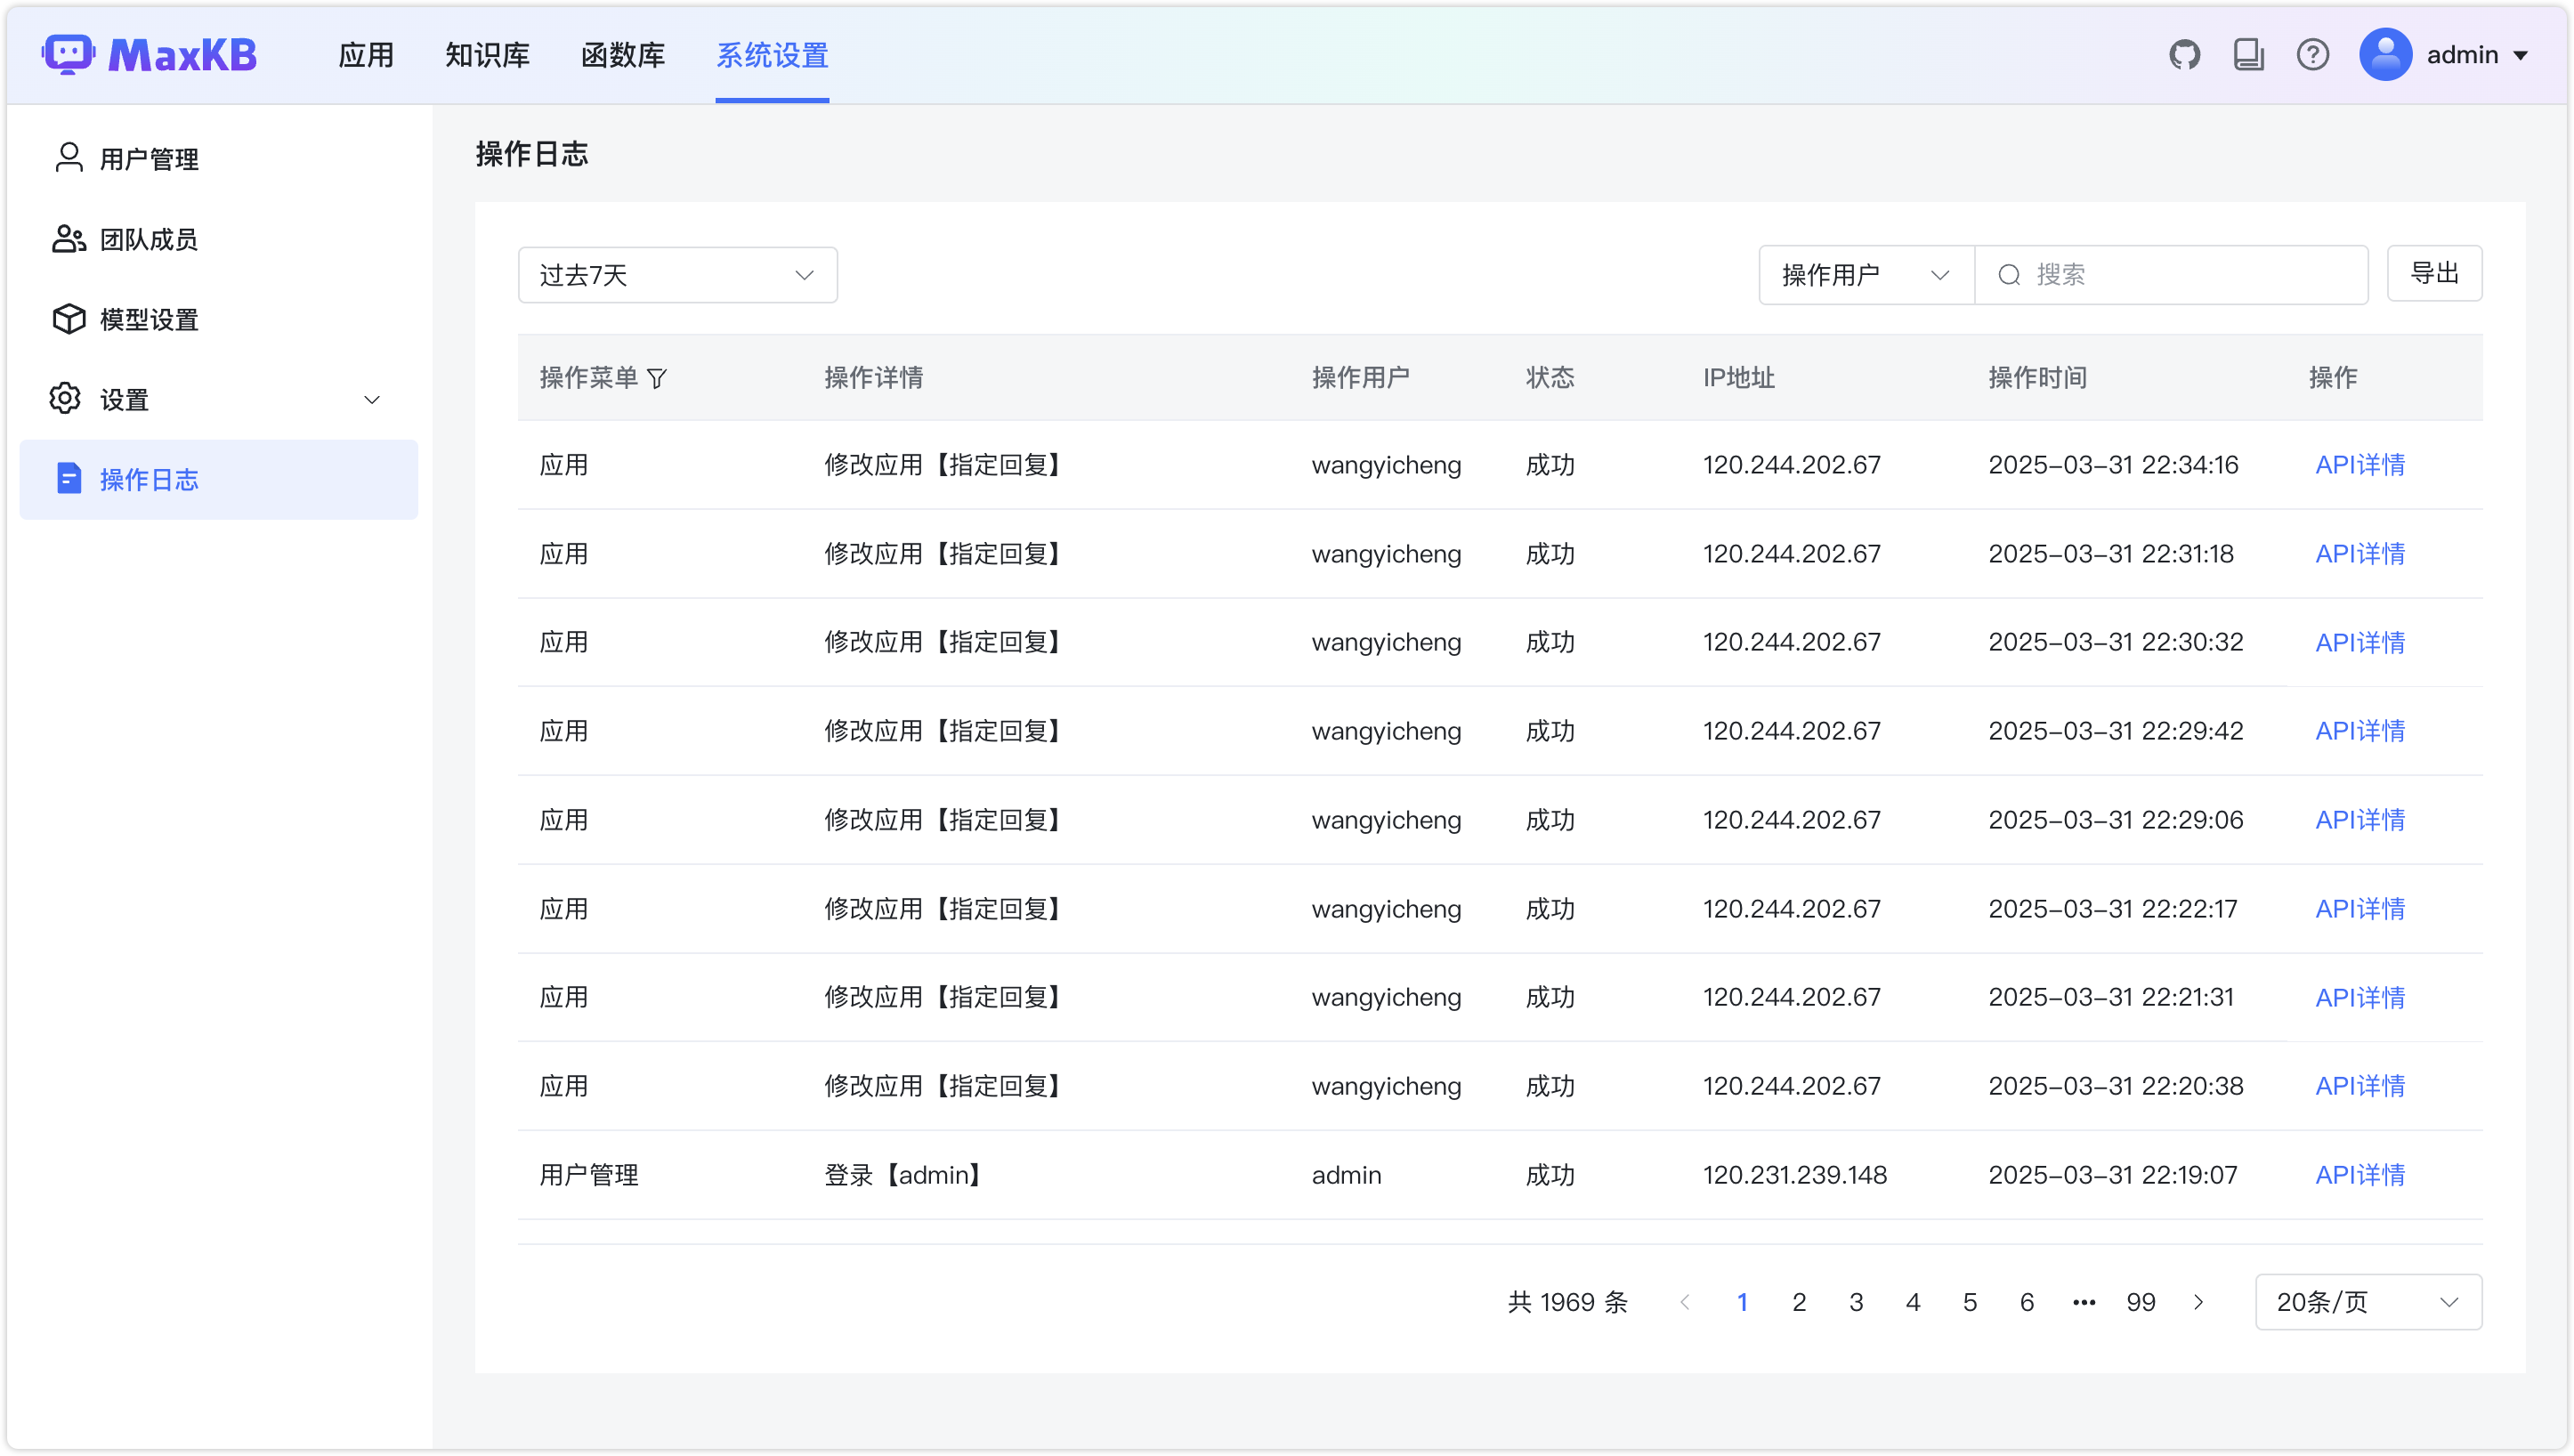 MaxKB 应用 知识库 函数库 系统设置 admin
用户管理
团队成员
模型设置
设置
操作日志
操作日志
过去7天 操作用户 搜索 导出
操作菜单 操作详情 操作用户 状态 IP地址 操作时间 操作
应用 修改应用【指定回复】 wangyicheng 成功 120.244.202.67 2025-03-31 22:34:16 API详情
应用 修改应用【指定回复】 wangyicheng 成功 120.244.202.67 2025-03-31 22:31:18 API详情
应用 修改应用【指定回复】 wangyicheng 成功 120.244.202.67 2025-03-31 22:30:32 API详情
应用 修改应用【指定回复】 wangyicheng 成功 120.244.202.67 2025-03-31 22:29:42 API详情
应用 修改应用【指定回复】 wangyicheng 成功 120.244.202.67 2025-03-31 22:29:06 API详情
应用 修改应用【指定回复】 wangyicheng 成功 120.244.202.67 2025-03-31 22:22:17 API详情
应用 修改应用【指定回复】 wangyicheng 成功 120.244.202.67 2025-03-31 22:21:31 API详情
应用 修改应用【指定回复】 wangyicheng 成功 120.244.202.67 2025-03-31 22:20:38 API详情
用户管理 登录【admin】 admin 成功 120.231.239.148 2025-03-31 22:19:07 API详情
共 1969 条 1 2 3 4 5 6 ••• 99 20条/页